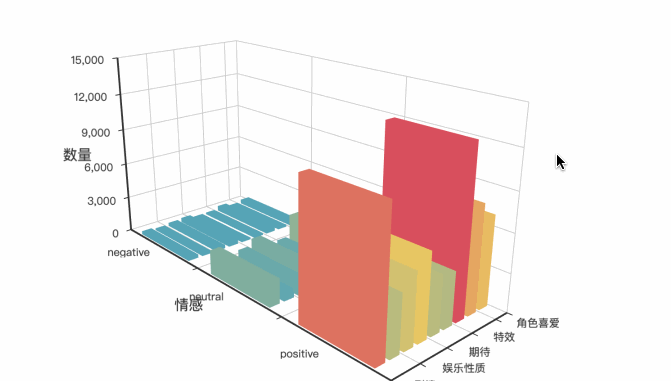 15,000
12,000
9,000
数量
6,000
3,000
0
negative
neutral
情感
positive
角色喜爱
特效
期待
娱乐性质